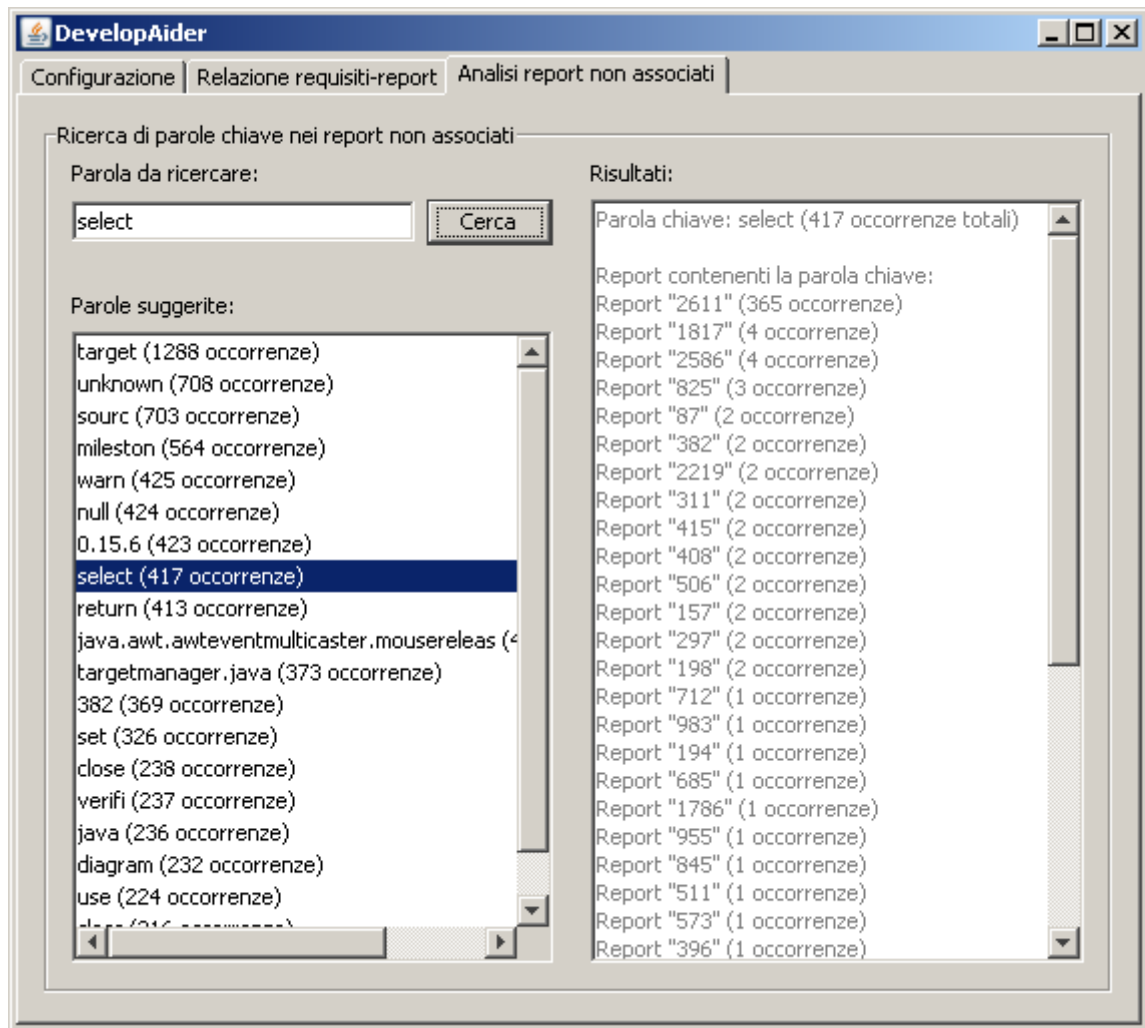 DevelopAider
Configurazione Relazione requisiti-report Analisi report non associati
Ricerca di parole chiave nei report non associati
Parola da ricercare:
select
Cerca
Parole suggerite:
target (1288 occorrenze)
unknown (708 occorrenze)
sourc (703 occorrenze)
mileston (564 occorrenze)
warn (425 occorrenze)
null (424 occorrenze)
0.15.6 (423 occorrenze)
select (417 occorrenze)
return (413 occorrenze)
java.awt.awteventmulticaster.mousereleas (4
targetmanager.java (373 occorrenze)
382 (369 occorrenze)
set (326 occorrenze)
close (238 occorrenze)
verifi (237 occorrenze)
java (236 occorrenze)
diagram (232 occorrenze)
use (224 occorrenze)
Risultati:
Parola chiave: select (417 occorrenze totali)
Report contenenti la parola chiave:
Report "2611" (365 occorrenze)
Report "1817" (4 occorrenze)
Report "2586" (4 occorrenze)
Report "825" (3 occorrenze)
Report "87" (2 occorrenze)
Report "382" (2 occorrenze)
Report "2219" (2 occorrenze)
Report "311" (2 occorrenze)
Report "415" (2 occorrenze)
Report "408" (2 occorrenze)
Report "506" (2 occorrenze)
Report "157" (2 occorrenze)
Report "297" (2 occorrenze)
Report "198" (2 occorrenze)
Report "712" (1 occorrenze)
Report "983" (1 occorrenze)
Report "194" (1 occorrenze)
Report "685" (1 occorrenze)
Report "1786" (1 occorrenze)
Report "955" (1 occorrenze)
Report "845" (1 occorrenze)
Report "511" (1 occorrenze)
Report "573" (1 occorrenze)
Report "396" (1 occorrenze)